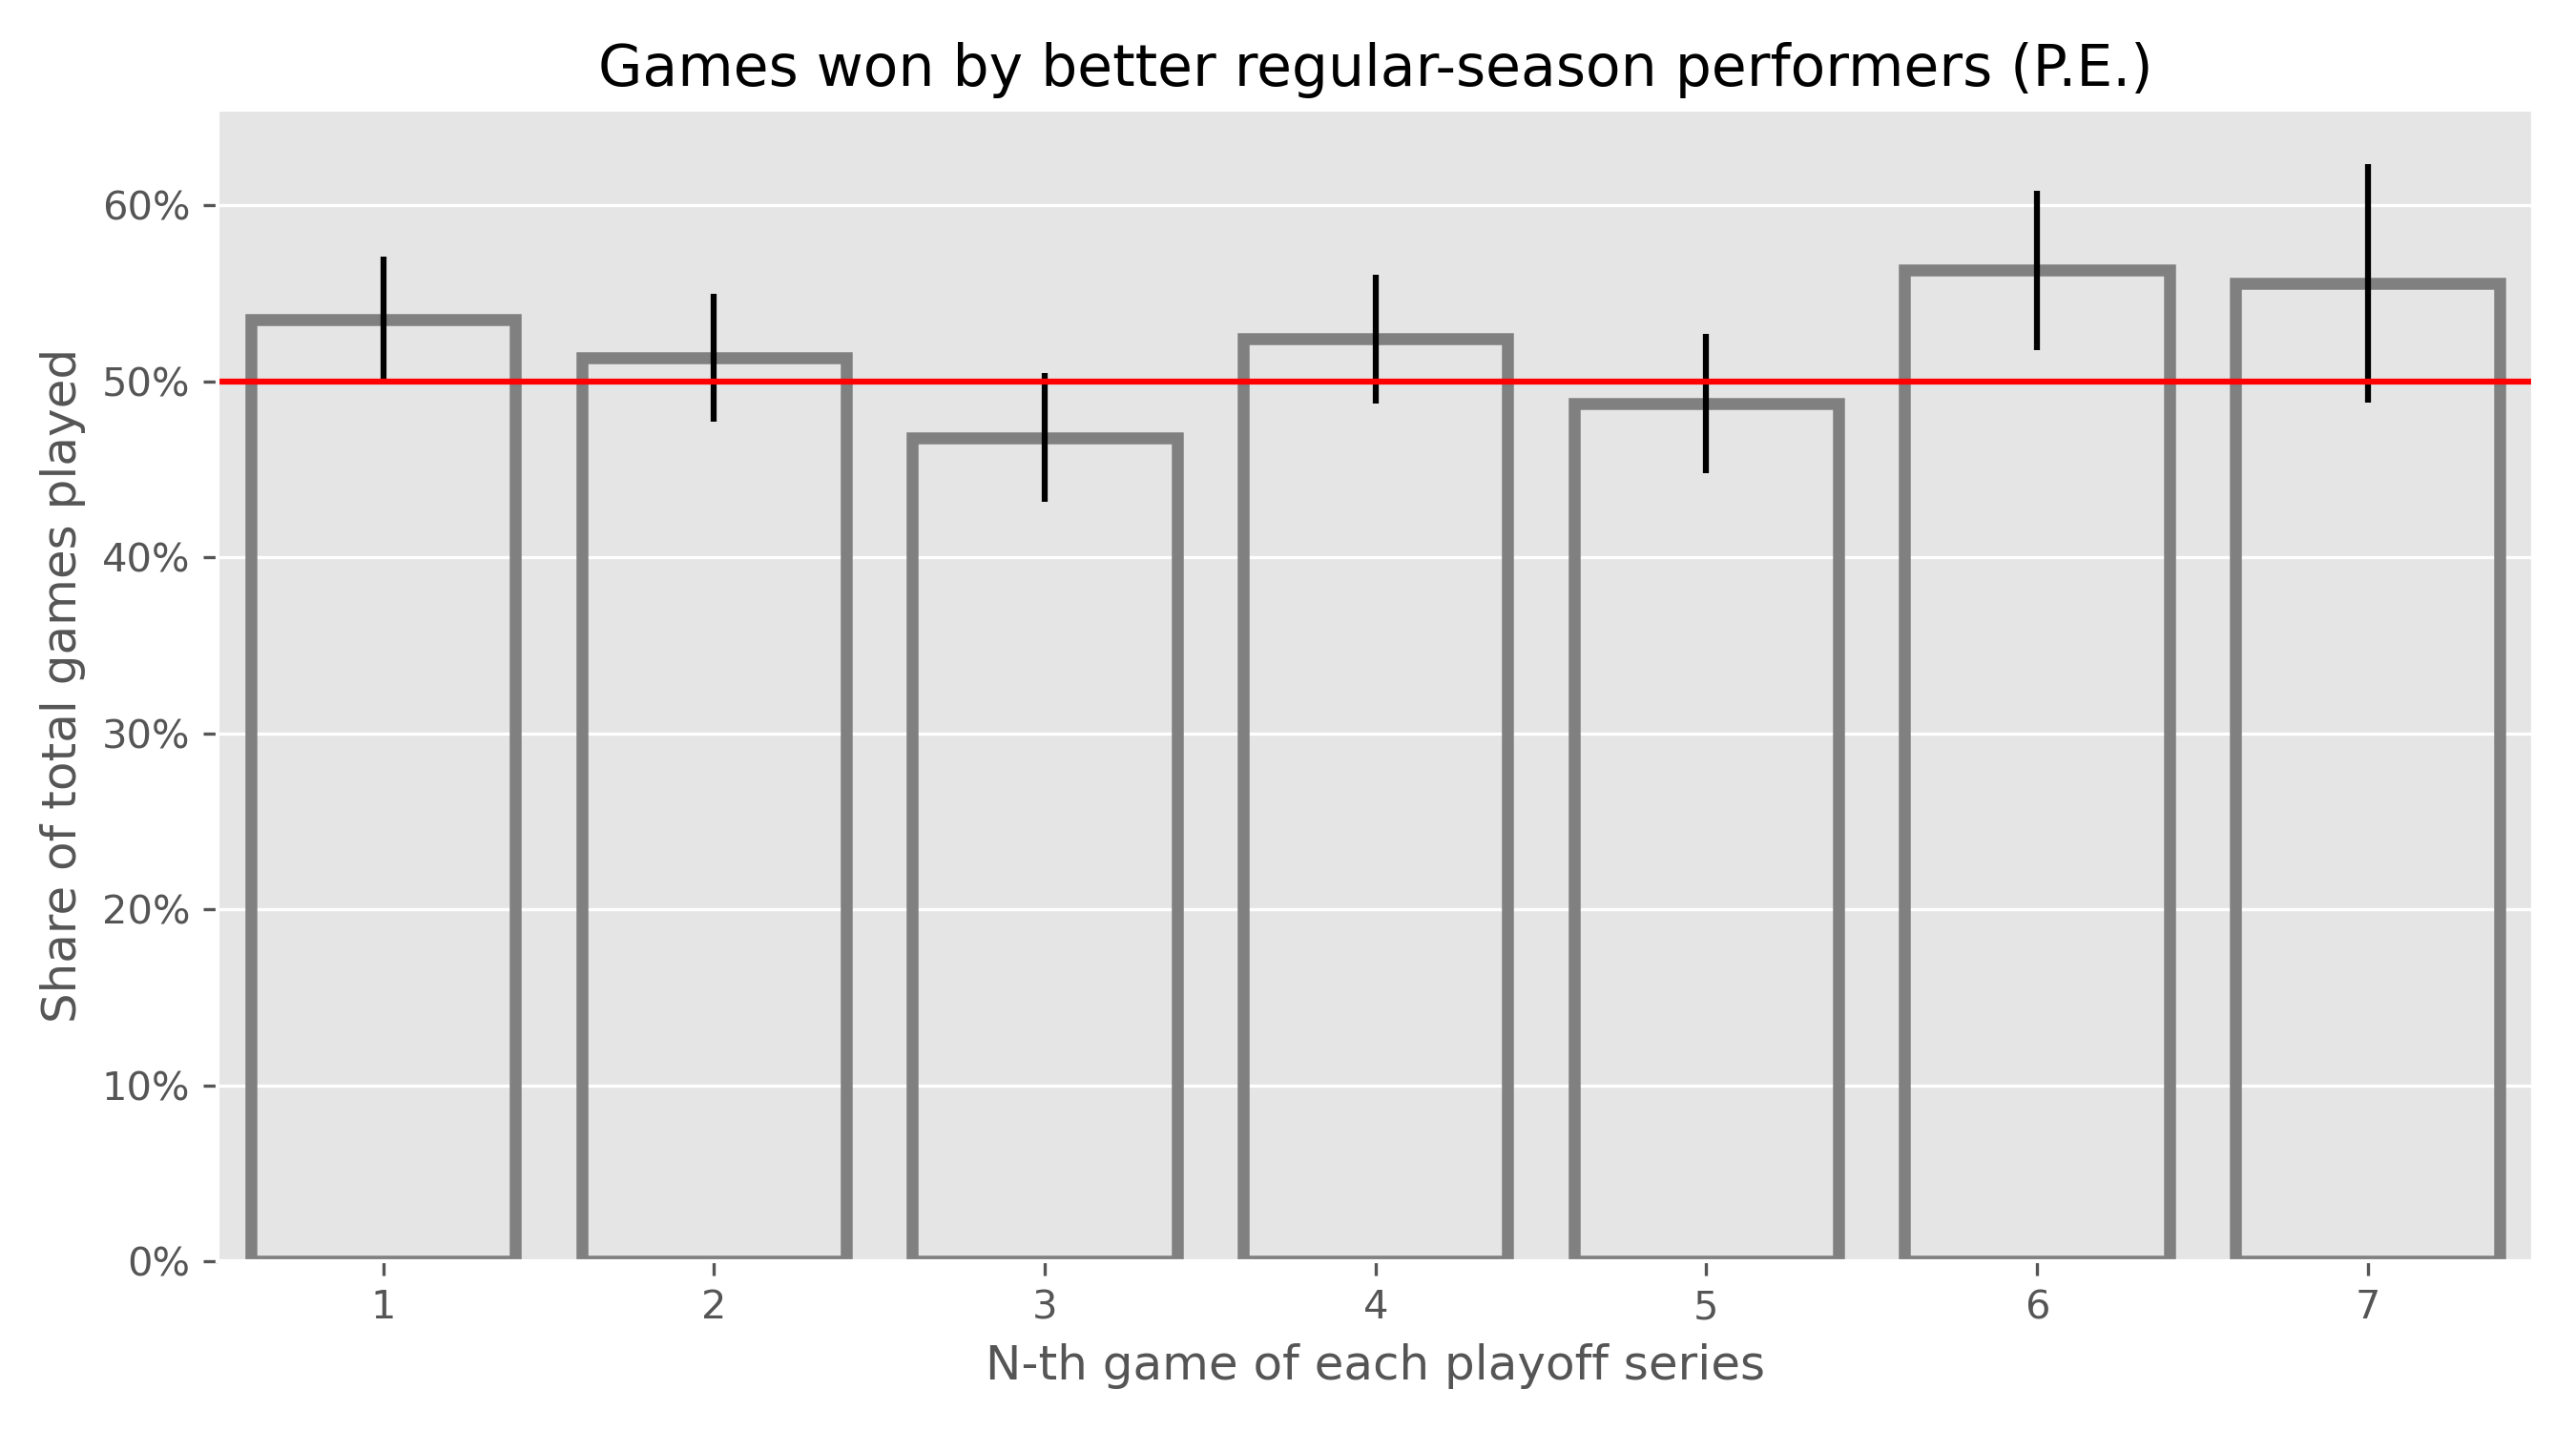 Games won by better regular-season performers (P.E.)
Share of total games played
60%
50%
40%
30%
20%
10%
0%
1 2 3 4 5 6 7
N-th game of each playoff series